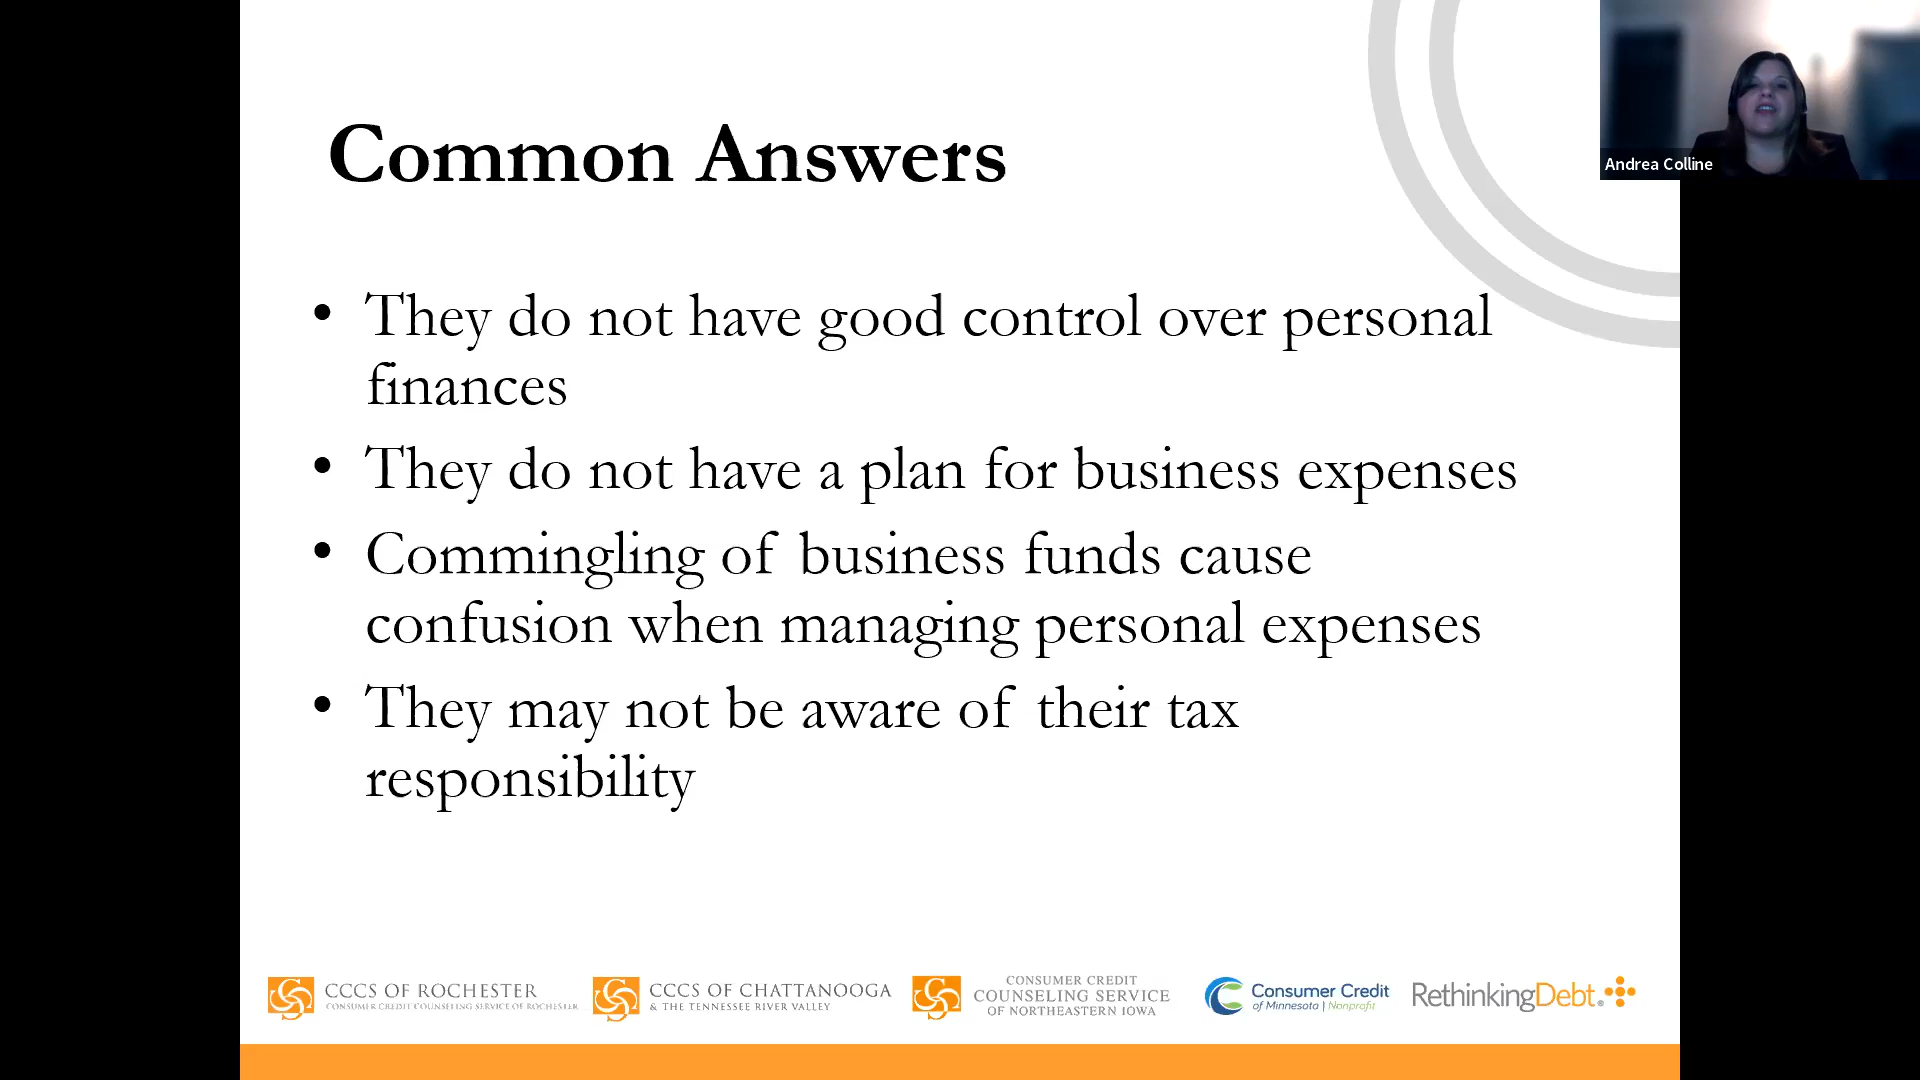 Common Answers
Andrea Colline
• They do not have good control over personal
finances
• They do not have a plan for business expenses
• Commingling of business funds cause
confusion when managing personal expenses
• They may not be aware of their tax
responsibility
CCCS OF ROCHESTER
CONSUMER CREDIT COUNSELING SERVICE OF ROCHESTER
CCCS OF CHATTANOOGA
& THE TENNESSEE RIVER VALLEY
CONSUMER CREDIT
COUNSELING SERVICE
OF NORTHEASTERN IOWA
Consumer Credit
of Minnesota | Nonprofit
RethinkingDebt.®